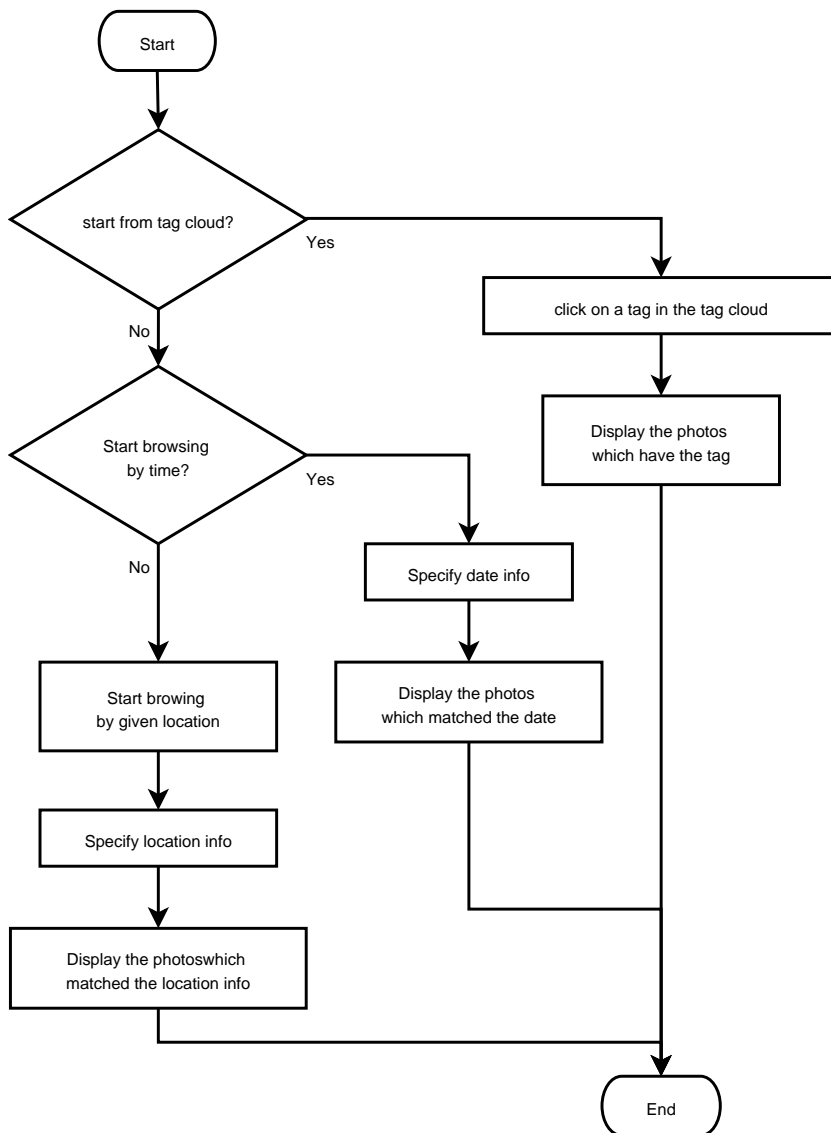 Start
start from tag cloud?
Yes
click on a tag in the tag cloud
No
Display the photos
which have the tag
Start browsing
by time?
Yes
No
Specify date info
Start browing
by given location
Display the photos
which matched the date
Specify location info
Display the photoswhich
matched the location info
End